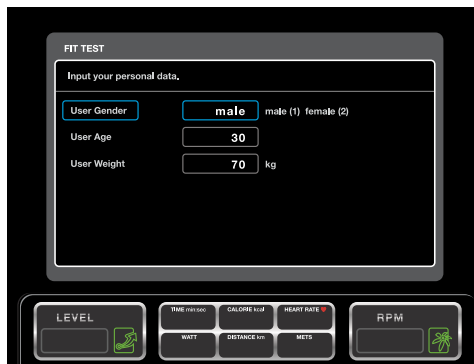 FIT TEST
Input your personal data.
User Gender male male (1) female (2)
User Age 30
User Weight 70 kg
LEVEL
TIME min:sec CALORIE kcal HEART RATE
WATT DISTANCE km METS
RPM